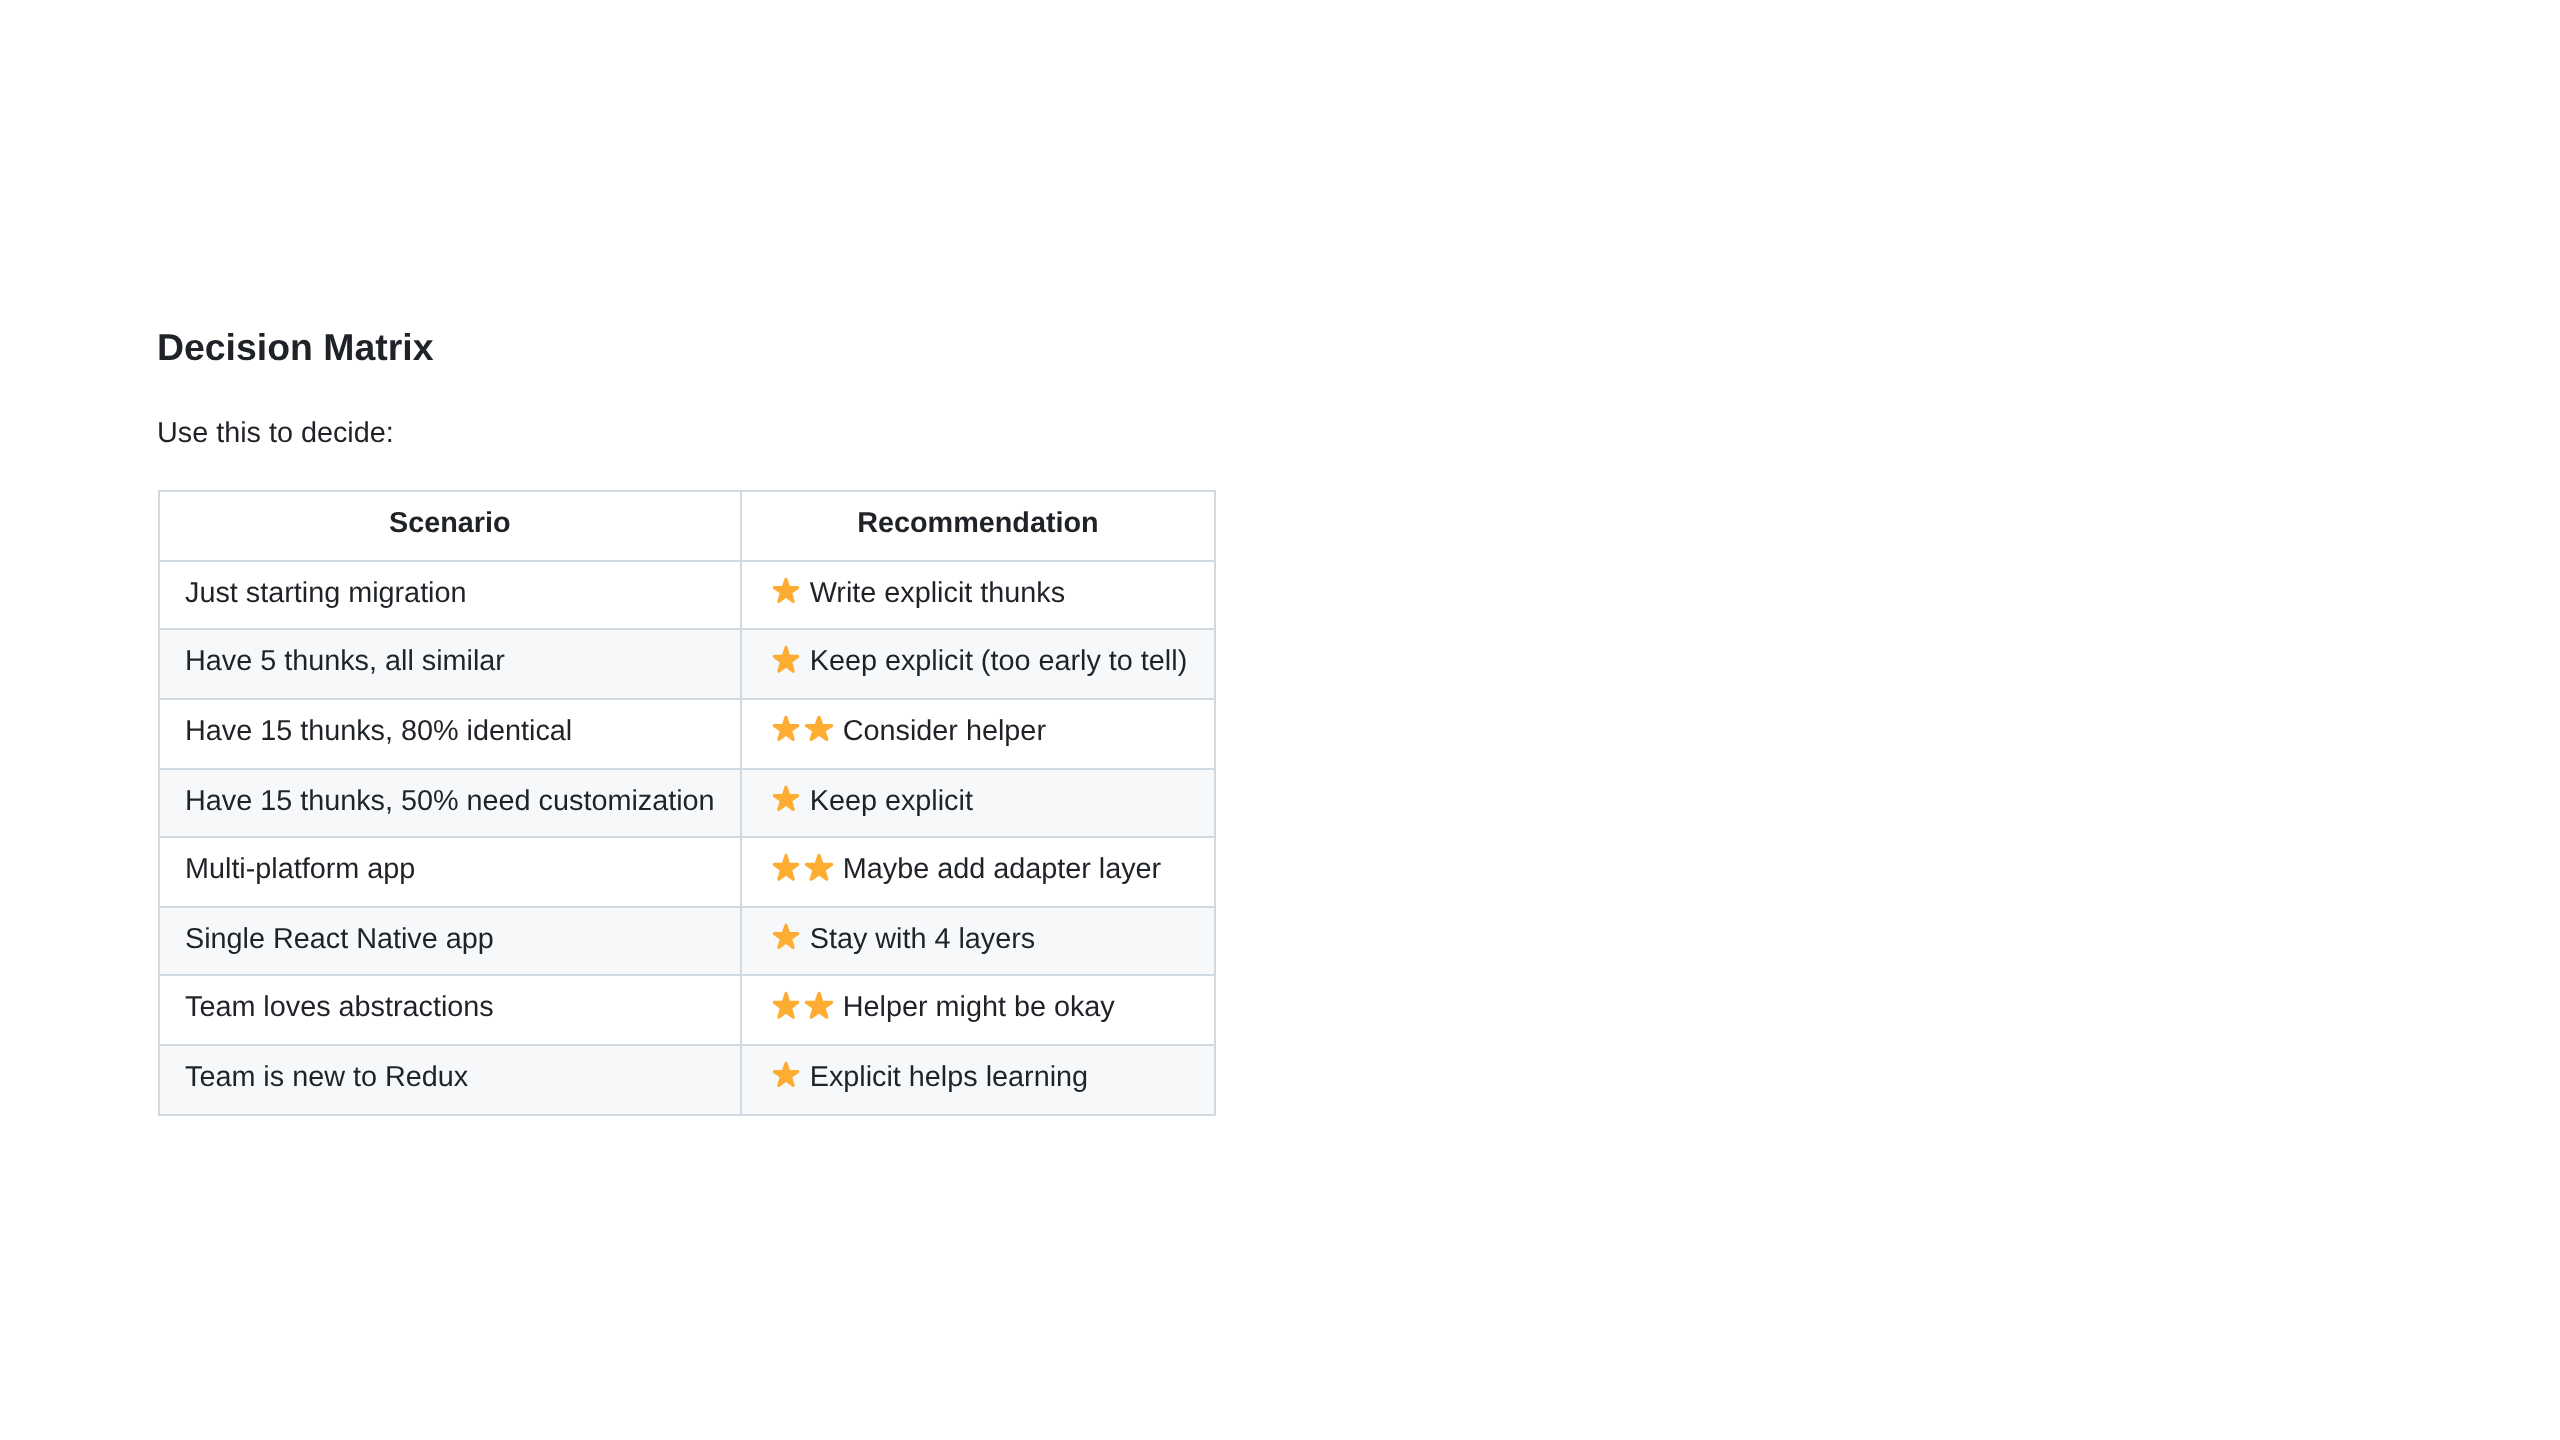 Decision Matrix
Use this to decide:
Scenario Recommendation
Just starting migration ⭐ Write explicit thunks
Have 5 thunks, all similar ⭐ Keep explicit (too early to tell)
Have 15 thunks, 80% identical ⭐⭐ Consider helper
Have 15 thunks, 50% need customization ⭐ Keep explicit
Multi-platform app ⭐⭐ Maybe add adapter layer
Single React Native app ⭐ Stay with 4 layers
Team loves abstractions ⭐⭐ Helper might be okay
Team is new to Redux ⭐ Explicit helps learning